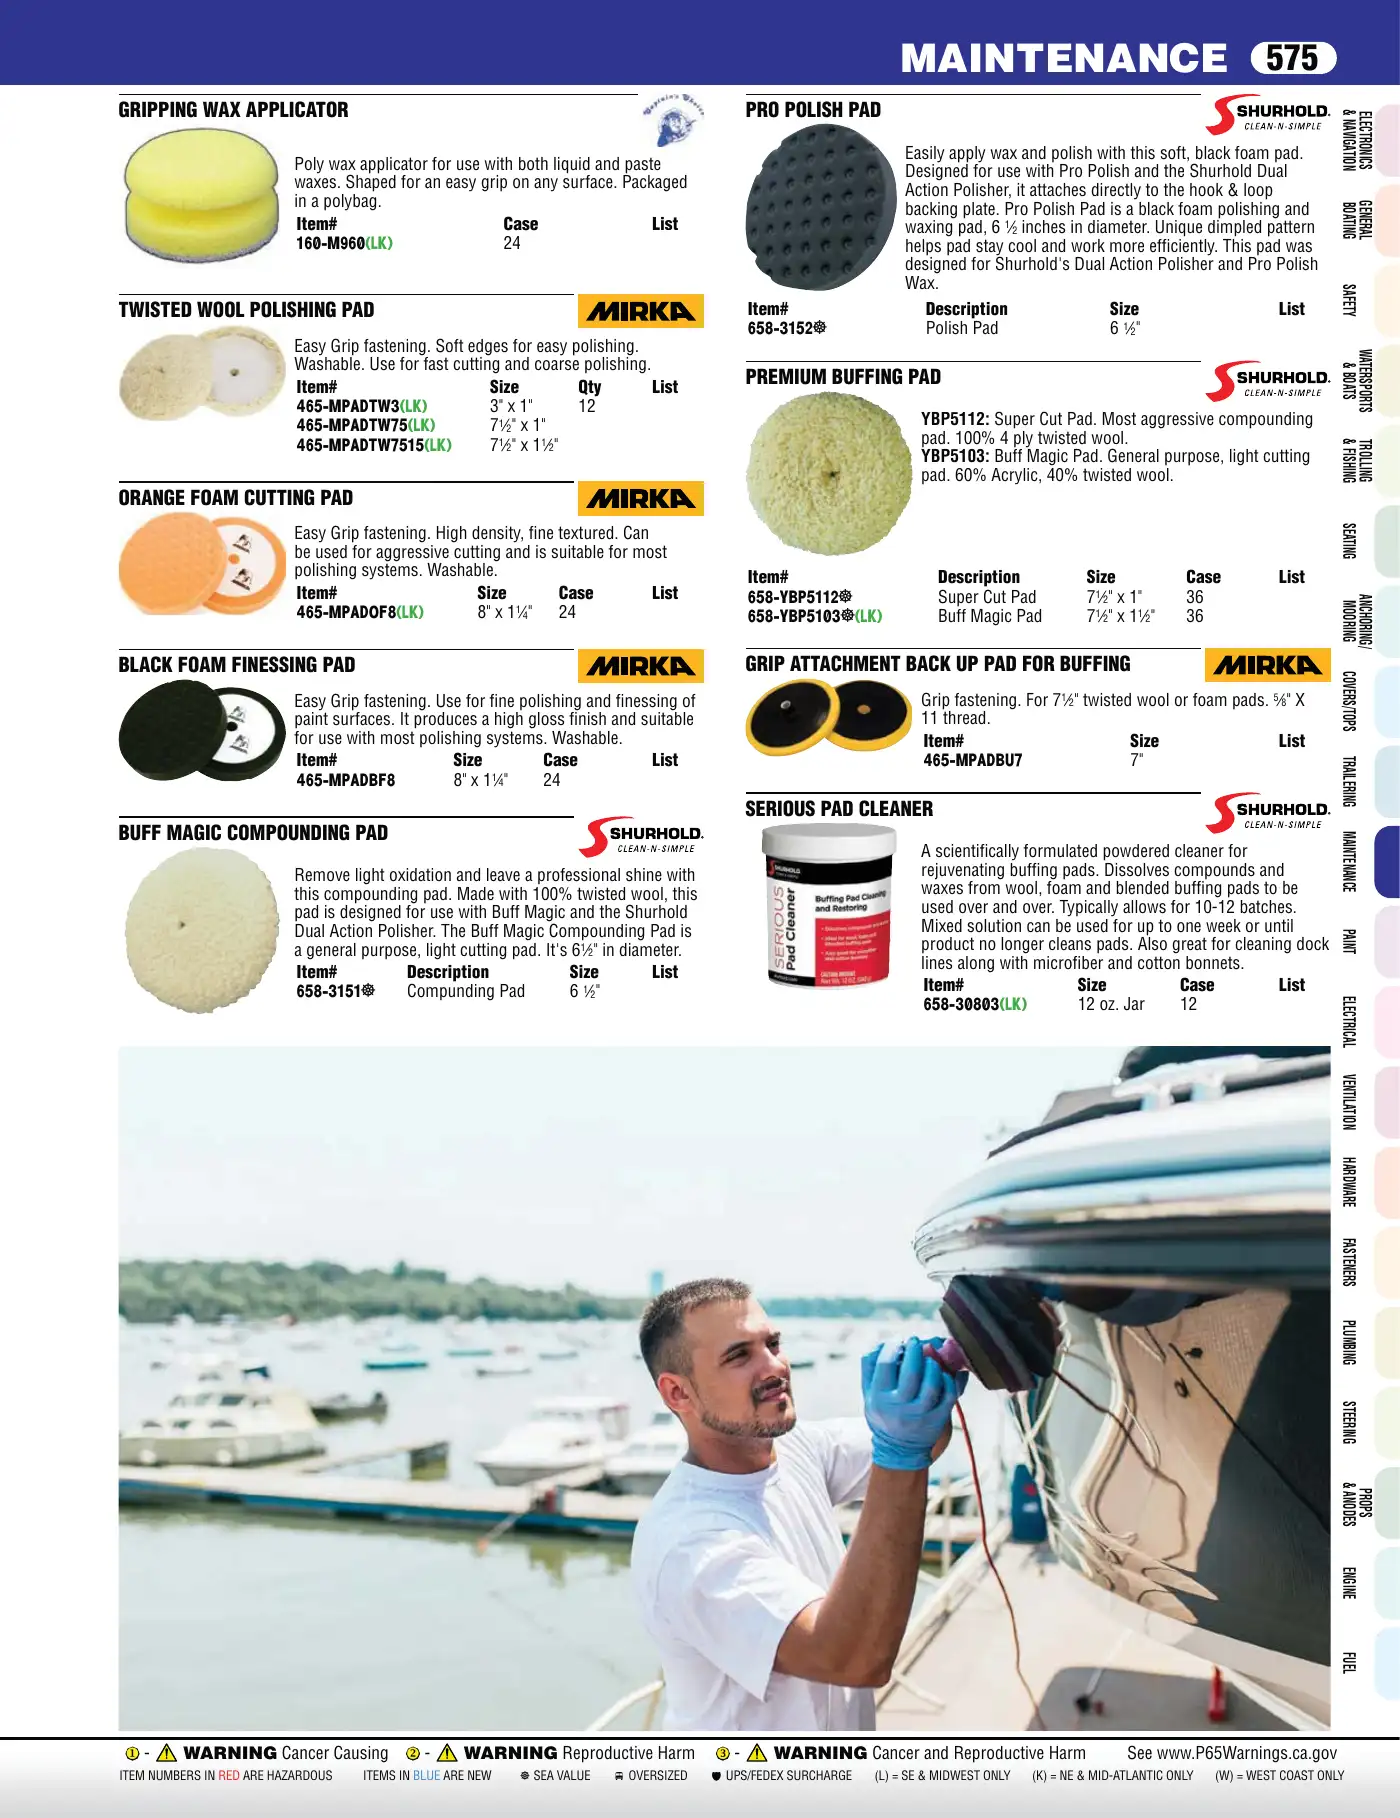 MAINTENANCE 575
GRIPPING WAX APPLICATOR
Poly wax applicator for use with both liquid and paste
waxes. Shaped for an easy grip on any surface. Packaged
in a polybag.
Item# Case List
160-M960(LK) 24
TWISTED WOOL POLISHING PAD
MIRKA
Easy Grip fastening. Soft edges for easy polishing.
Washable. Use for fast cutting and coarse polishing.
Item# Size Qty List
465-MPADTW3(LK) 3" x 1" 12
465-MPADTW75(LK) 7½" x 1"
465-MPADTW7515(LK) 7½" x 1½"
ORANGE FOAM CUTTING PAD
MIRKA
Easy Grip fastening. High density, fine textured. Can
be used for aggressive cutting and is suitable for most
polishing systems. Washable.
Item# Size Case List
465-MPADOF8(LK) 8" x 1¼" 24
BLACK FOAM FINESSING PAD
MIRKA
Easy Grip fastening. Use for fine polishing and finessing of
paint surfaces. It produces a high gloss finish and suitable
for use with most polishing systems. Washable.
Item# Size Case List
465-MPADBF8 8" x 1¼" 24
BUFF MAGIC COMPOUNDING PAD
SHURHOLD.
CLEAN-N-SIMPLE
Remove light oxidation and leave a professional shine with
this compounding pad. Made with 100% twisted wool, this
pad is designed for use with Buff Magic and the Shurhold
Dual Action Polisher. The Buff Magic Compounding Pad is
a general purpose, light cutting pad. It's 6½" in diameter.
Item# Description Size List
658-3151 Compunding Pad 6 ½"
PRO POLISH PAD
SHURHOLD.
CLEAN-N-SIMPLE
Easily apply wax and polish with this soft, black foam pad.
Designed for use with Pro Polish and the Shurhold Dual
Action Polisher, it attaches directly to the hook & loop
backing plate. Pro Polish Pad is a black foam polishing and
waxing pad, 6 ½ inches in diameter. Unique dimpled pattern
helps pad stay cool and work more efficiently. This pad was
designed for Shurhold's Dual Action Polisher and Pro Polish
Wax.
Item# Description Size List
658-3152 Polish Pad 6 ½"
PREMIUM BUFFING PAD
SHURHOLD.
CLEAN-N-SIMPLE
YBP5112: Super Cut Pad. Most aggressive compounding
pad. 100% 4 ply twisted wool.
YBP5103: Buff Magic Pad. General purpose, light cutting
pad. 60% Acrylic, 40% twisted wool.
Item# Description Size Case List
658-YBP5112 Super Cut Pad 7½" x 1" 36
658-YBP5103(LK) Buff Magic Pad 7½" x 1½" 36
GRIP ATTACHMENT BACK UP PAD FOR BUFFING
MIRKA
Grip fastening. For 7½" twisted wool or foam pads. ⅝" X
11 thread.
Item# Size List
465-MPADBU7 7"
SERIOUS PAD CLEANER
SHURHOLD.
CLEAN-N-SIMPLE
SHURHOLD
SERIOUS
Pad Cleaner
Buffing Pad Cleaning
and Restoring
A scientifically formulated powdered cleaner for
rejuvenating buffing pads. Dissolves compounds and
waxes from wool, foam and blended buffing pads to be
used over and over. Typically allows for 10-12 batches.
Mixed solution can be used for up to one week or until
product no longer cleans pads. Also great for cleaning dock
lines along with microfiber and cotton bonnets.
Item# Size Case List
658-30803(LK) 12 oz. Jar 12
ELECTRONICS
& NAVIGATION
GENERAL
BOATING
SAFETY
WATERSPORTS
& BOATS
TROLLING
& FISHING
SEATING
ANCHORING/
MOORING
COVERS/TOPS
TRAILERING
MAINTENANCE
PAINT
ELECTRICAL
VENTILATION
HARDWARE
FASTENERS
PLUMBING
STEERING
PROPS
& ANODES
ENGINE
FUEL
1 - WARNING Cancer Causing 2 - WARNING Reproductive Harm 3 - WARNING Cancer and Reproductive Harm See www.P65Warnings.ca.gov
ITEM NUMBERS IN RED ARE HAZARDOUS ITEMS IN BLUE ARE NEW SEA VALUE OVERSIZED UPS/FEDEX SURCHARGE (L) = SE & MIDWEST ONLY (K) = NE & MID-ATLANTIC ONLY (W) = WEST COAST ONLY